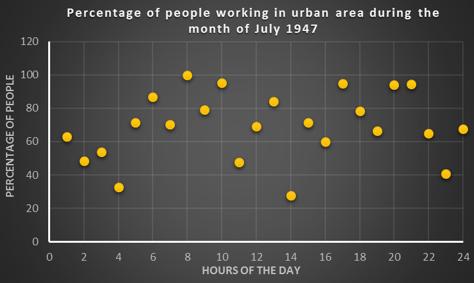 Percentage of people working in urban area during the
month of July 1947
120
100
80
60
40
20
0
PERCENTAGE OF PEOPLE
0 2 4 6 8 10 12 14 16 18 20 22 24
HOURS OF THE DAY